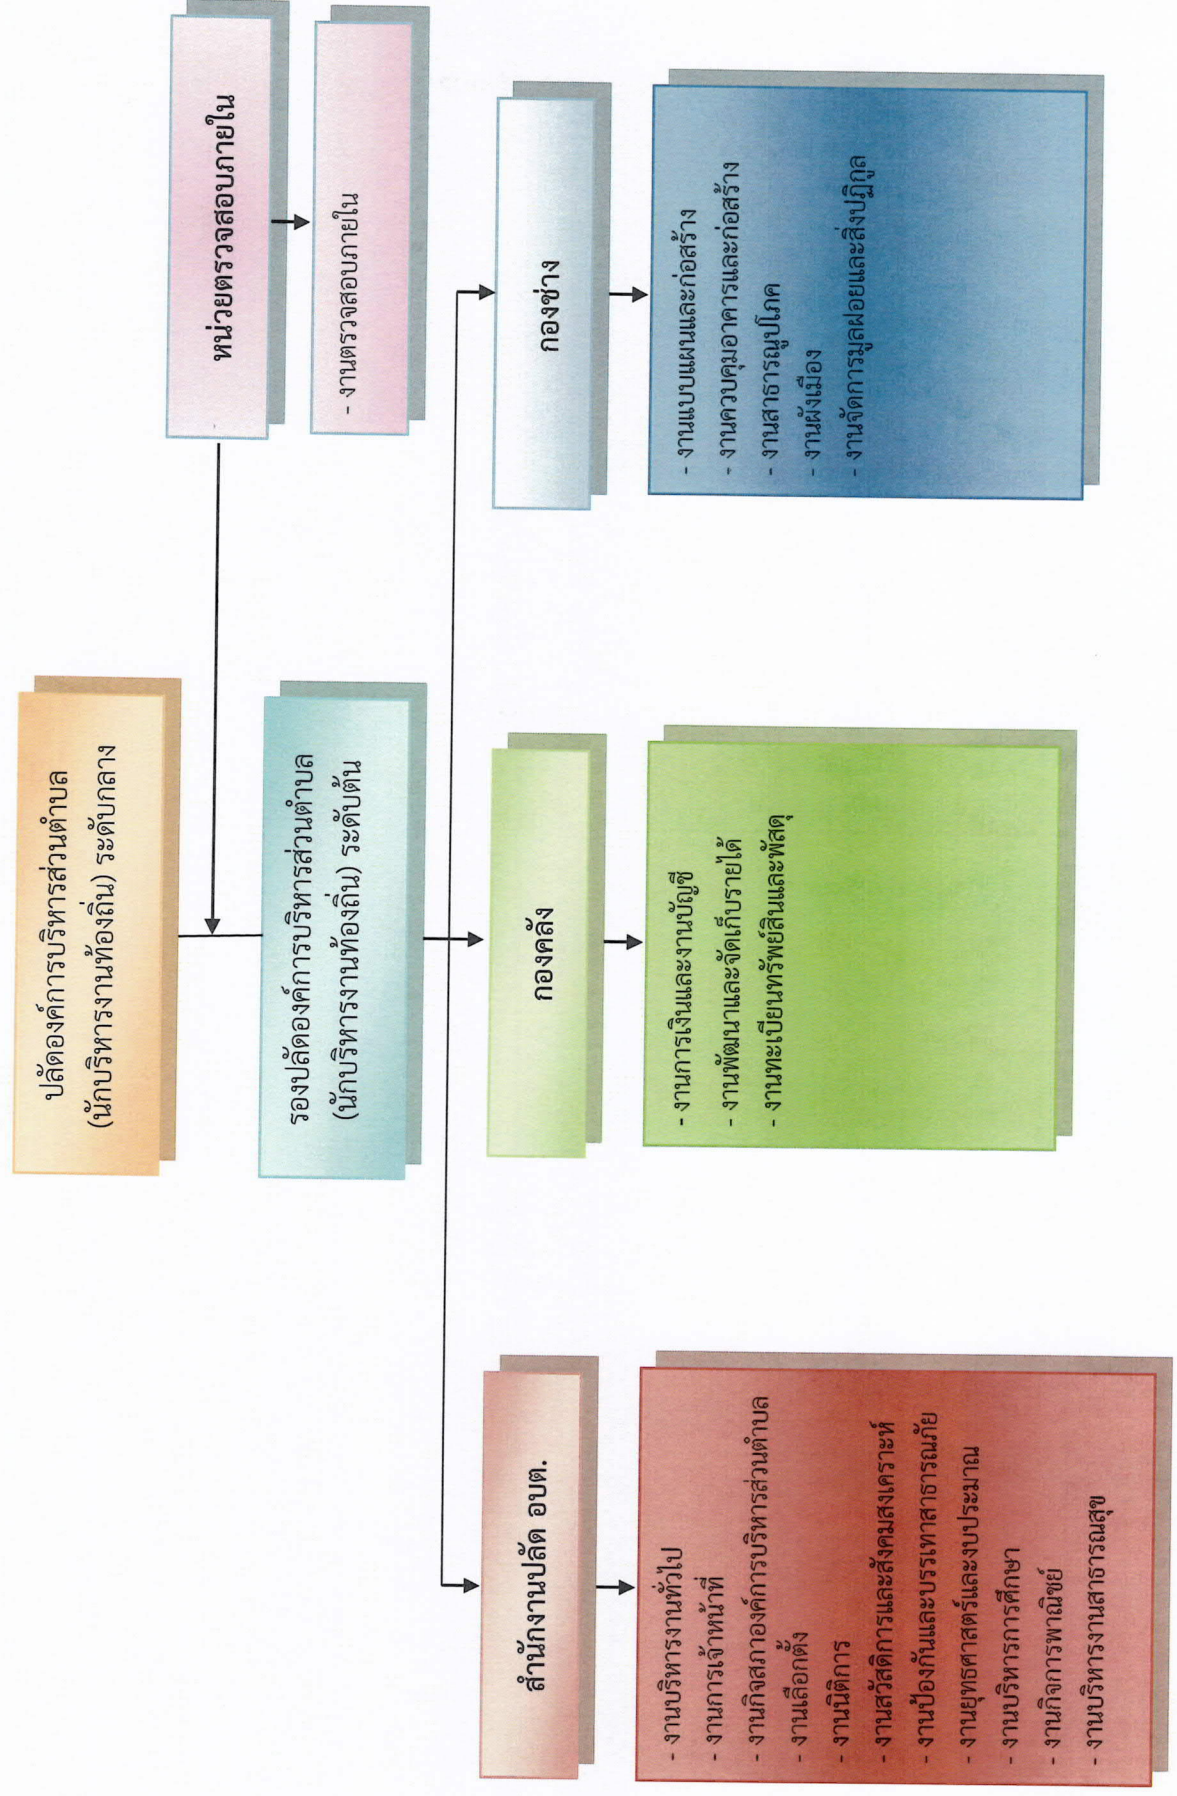 ปลัดองค์การบริหารส่วนตำบล
(นักบริหารงานท้องถิ่น) ระดับกลาง
หน่วยตรวจสอบภายใน
- งานตรวจสอบภายใน
รองปลัดองค์การบริหารส่วนตำบล
(นักบริหารงานท้องถิ่น) ระดับต้น
สำนักงานปลัด อบต.
- งานบริหารงานทั่วไป
- งานการเจ้าหน้าที่
- งานกิจสภาองค์การบริหารส่วนตำบล
- งานเลือกตั้ง
- งานนิติการ
- งานสวัสดิการและสังคมสงเคราะห์
- งานป้องกันและบรรเทาสาธารณภัย
- งานยุทธศาสตร์และงบประมาณ
- งานบริหารการศึกษา
- งานกิจการพาณิชย์
- งานบริหารงานสาธารณสุข
กองคลัง
- งานการเงินและงานบัญชี
- งานพัฒนาและจัดเก็บรายได้
- งานทะเบียนทรัพย์สินและพัสดุ
กองช่าง
- งานแบบแผนและก่อสร้าง
- งานควบคุมอาคารและก่อสร้าง
- งานสาธารณูปโภค
- งานผังเมือง
- งานจัดการมูลฝอยและสิ่งปฏิกูล